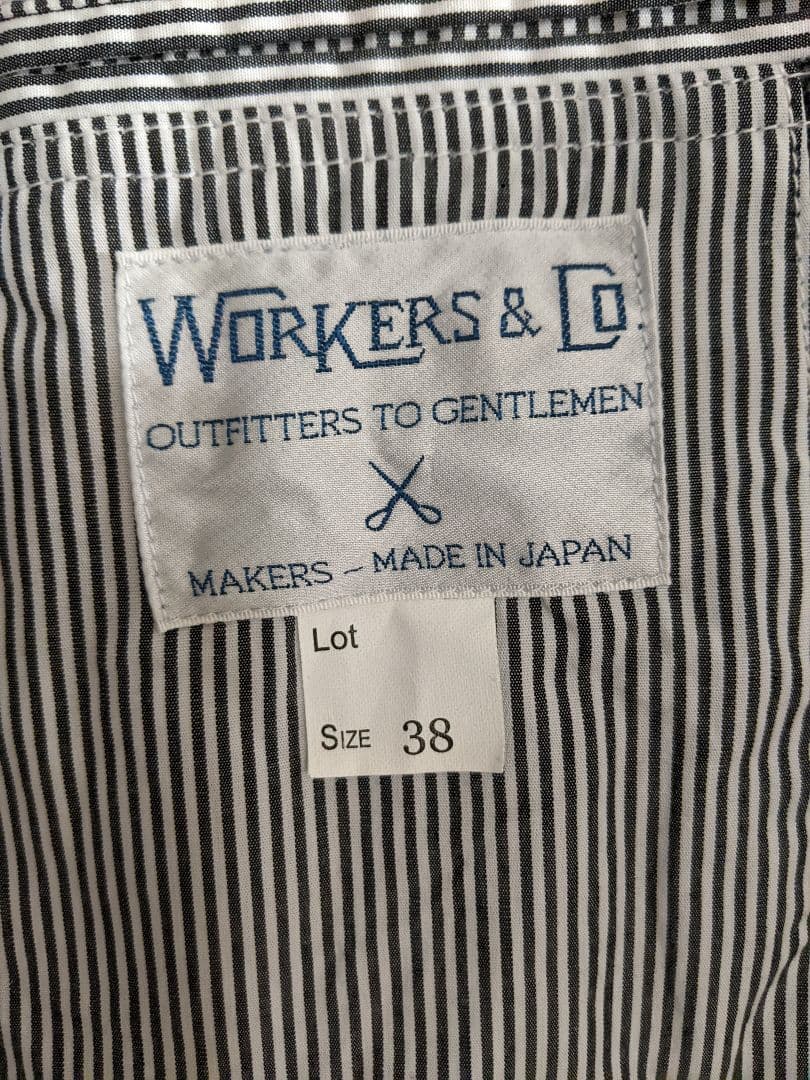 WORKERS & Co.
OUTFITTERS TO GENTLEMEN
MAKERS – MADE IN JAPAN
Lot
SIZE 38